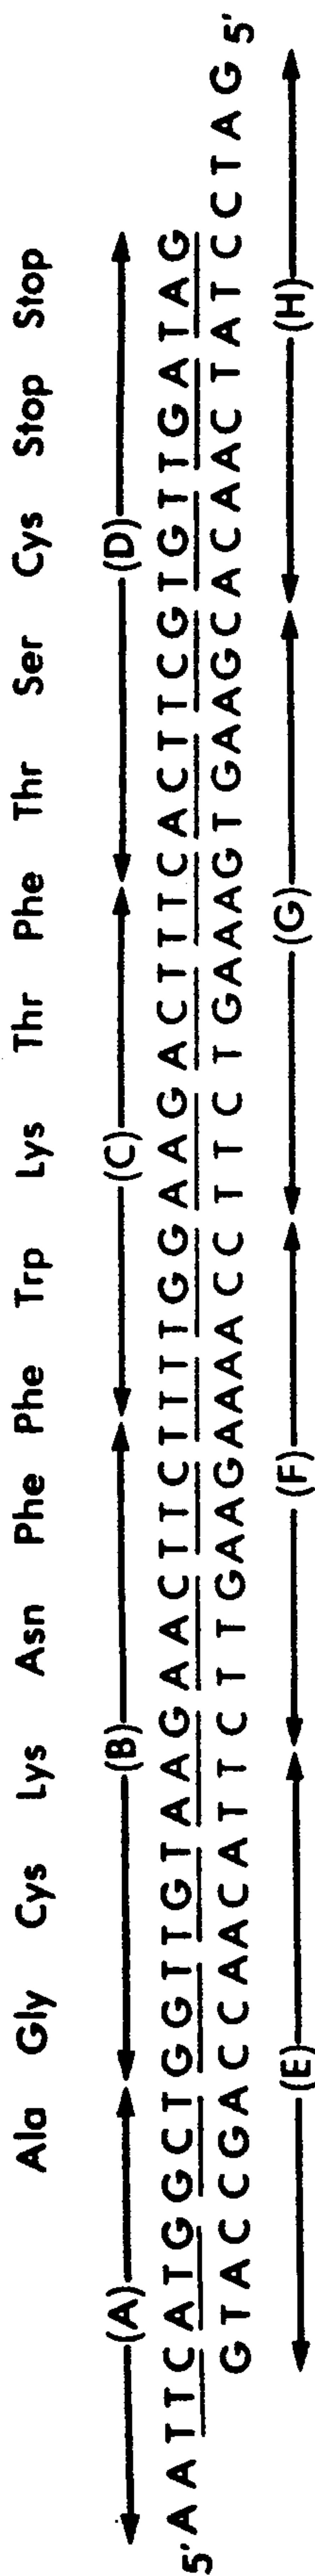 Ala Gly Cys Lys Asn Phe Phe Trp Lys Thr Phe Thr Ser Cys Stop Stop
(A) (B) (C) (D)
5' A A T T C A T G G C T G G T T G T A A G A A C T T C T T T T G G A A G A C T T T C A C T T C G T G T T G A T A G
G T A C C G A C C A A C A T T C T T G A A G A A A A C C T T C T G A A A G T G A A G C A C A A C T A T C C T A G 5'
(E) (F) (G) (H)